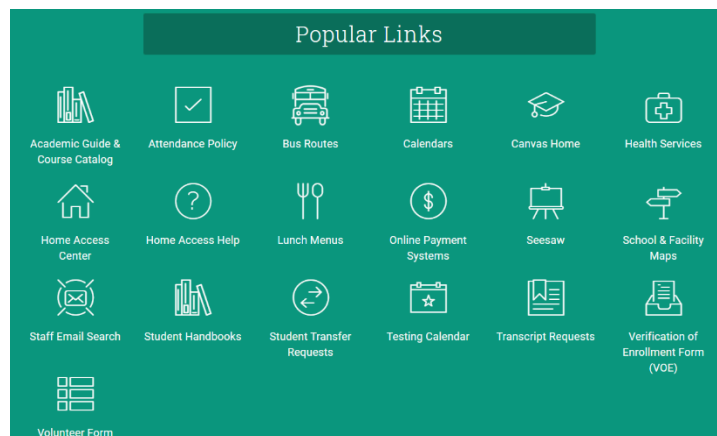 Popular Links
Academic Guide &
Course Catalog
Attendance Policy
Bus Routes
Calendars
Canvas Home
Health Services
Home Access
Center
Home Access Help
Lunch Menus
Online Payment
Systems
Seesaw
School & Facility
Maps
Staff Email Search
Student Handbooks
Student Transfer
Requests
Testing Calendar
Transcript Requests
Verification of
Enrollment Form
(VOE)
Volunteer Form